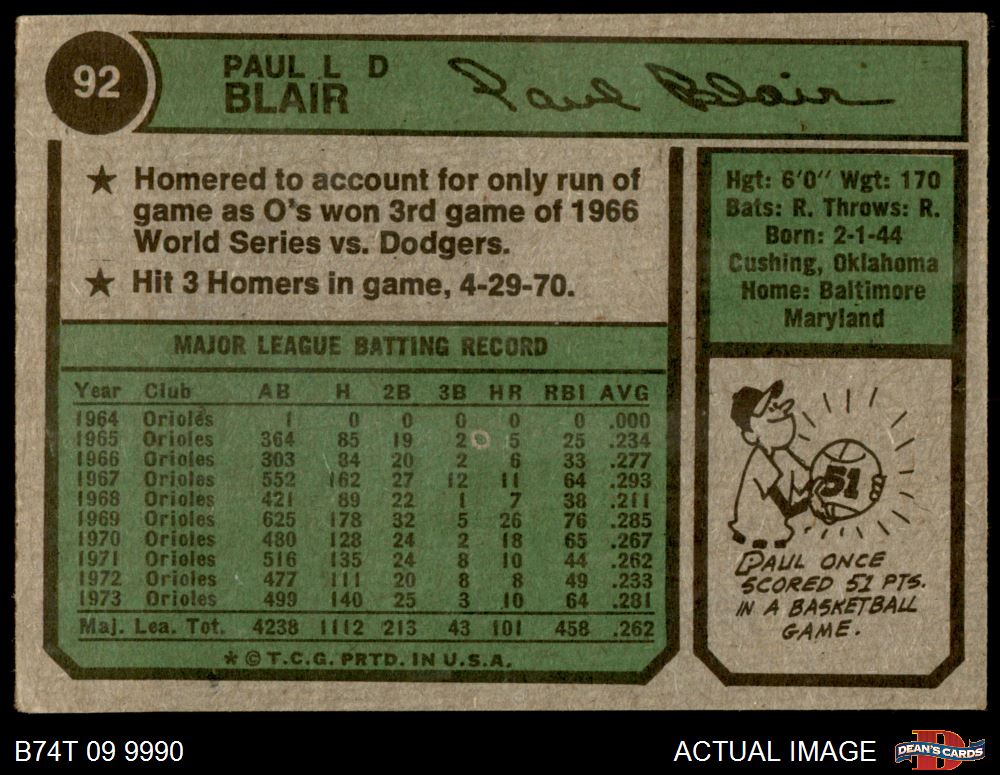 92
PAUL L D
BLAIR
Paul Blair
★ Homered to account for only run of
game as O's won 3rd game of 1966
World Series vs. Dodgers.
★ Hit 3 Homers in game, 4-29-70.
MAJOR LEAGUE BATTING RECORD
Year Club AB H 2B 3B HR RBI AVG
1964 Orioles 1 0 0 0 0 0 .000
1965 Orioles 364 85 19 2 5 25 .234
1966 Orioles 303 84 20 2 6 33 .277
1967 Orioles 552 162 27 12 11 64 .293
1968 Orioles 421 89 22 1 7 38 .211
1969 Orioles 625 178 32 5 26 76 .285
1970 Orioles 480 128 24 2 18 65 .267
1971 Orioles 516 135 24 8 10 44 .262
1972 Orioles 477 111 20 8 8 49 .233
1973 Orioles 499 140 25 3 10 64 .281
Maj. Lea. Tot. 4238 1112 213 43 101 458 .262
* © T.C.G. PRTD. IN U.S.A.
Hgt: 6'0" Wgt: 170
Bats: R. Throws: R.
Born: 2-1-44
Cushing, Oklahoma
Home: Baltimore
Maryland
51
PAUL ONCE
SCORED 51 PTS.
IN A BASKETBALL
GAME.
B74T 09 9990
ACTUAL IMAGE
DEAN'S CARDS